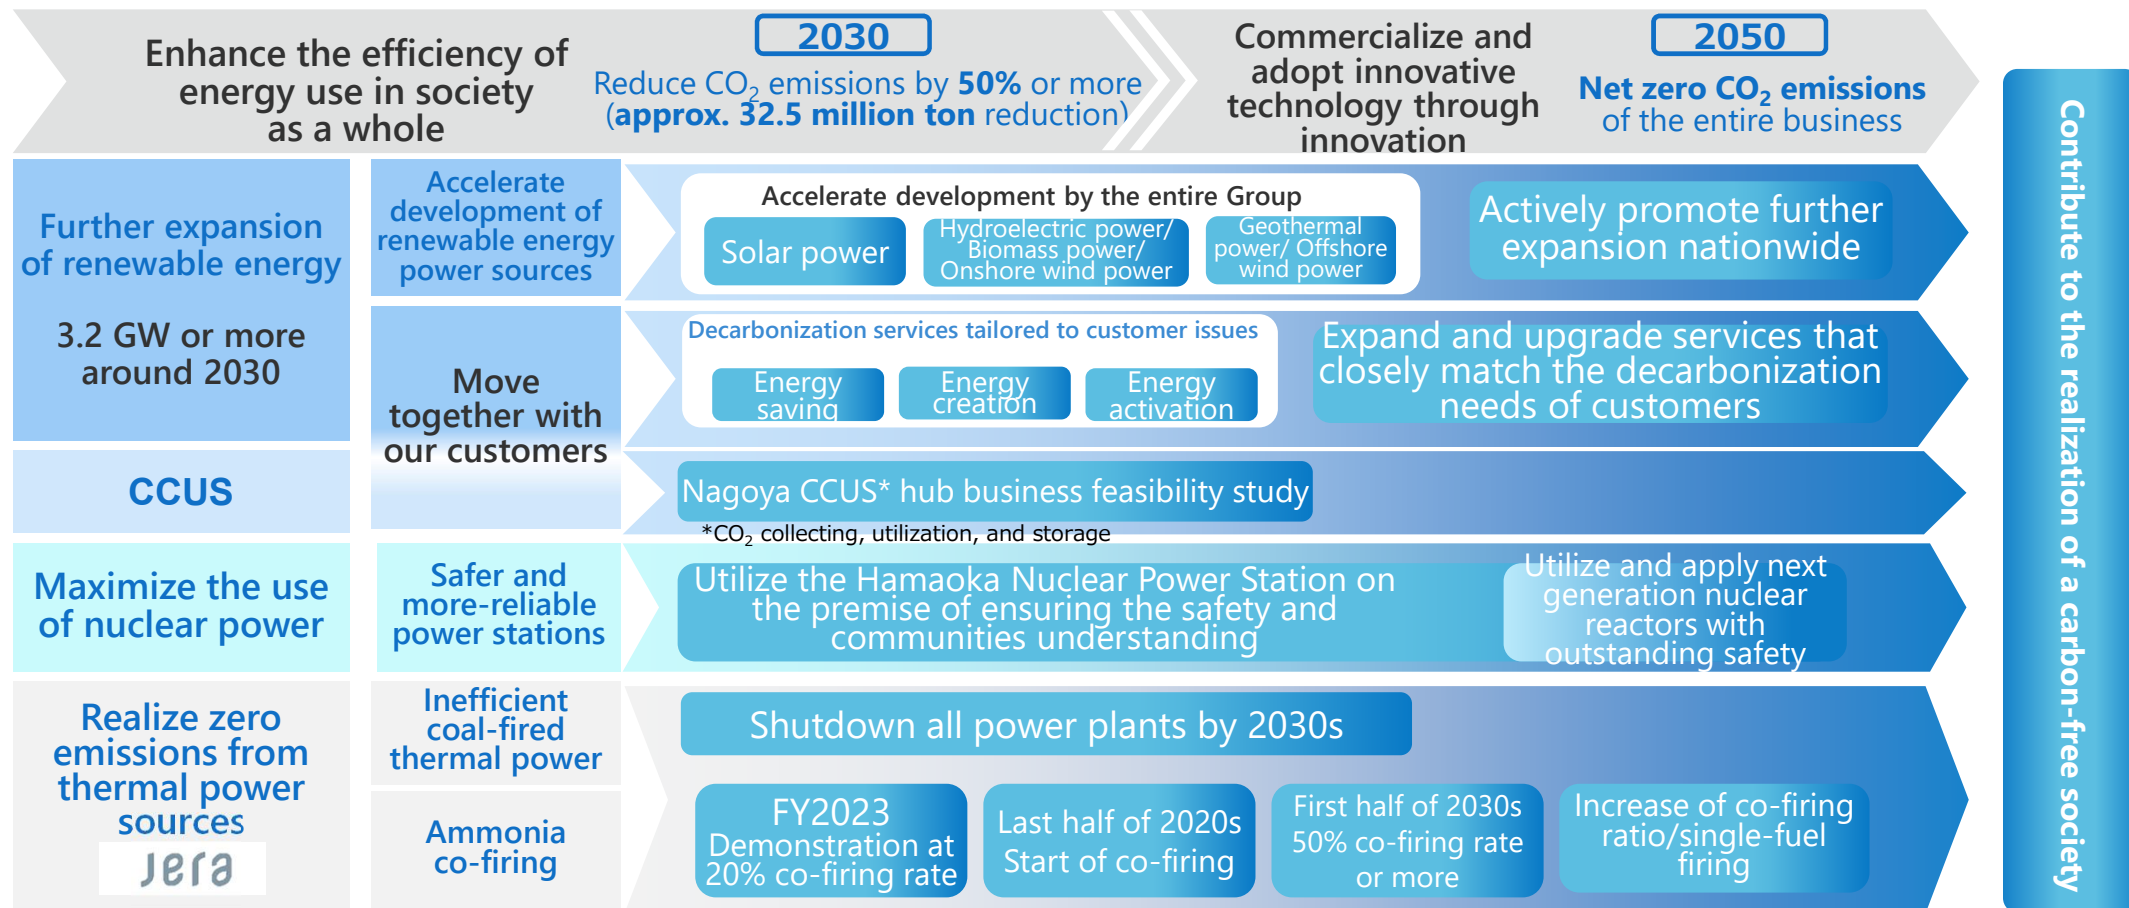 Enhance the efficiency of
energy use in society
as a whole
2030
Reduce CO₂ emissions by 50% or more
(approx. 32.5 million ton reduction)
Commercialize and
adopt innovative
technology through
innovation
2050
Net zero CO₂ emissions
of the entire business
Further expansion
of renewable energy
3.2 GW or more
around 2030
Accelerate
development of
renewable energy
power sources
Accelerate development by the entire Group
Solar power
Hydroelectric power/
Biomass power/
Onshore wind power
Geothermal
power/ Offshore
wind power
Actively promote further
expansion nationwide
Move
together with
our customers
Decarbonization services tailored to customer issues
Energy
saving
Energy
creation
Energy
activation
Expand and upgrade services that
closely match the decarbonization
needs of customers
CCUS
Nagoya CCUS* hub business feasibility study
*CO₂ collecting, utilization, and storage
Maximize the use
of nuclear power
Safer and
more-reliable
power stations
Utilize the Hamaoka Nuclear Power Station on
the premise of ensuring the safety and
communities understanding
Utilize and apply next
generation nuclear
reactors with
outstanding safety
Realize zero
emissions from
thermal power
sources
Jera
Inefficient
coal-fired
thermal power
Shutdown all power plants by 2030s
Ammonia
co-firing
FY2023
Demonstration at
20% co-firing rate
Last half of 2020s
Start of co-firing
First half of 2030s
50% co-firing rate
or more
Increase of co-firing
ratio/single-fuel
firing
Contribute to the realization of a carbon-free society